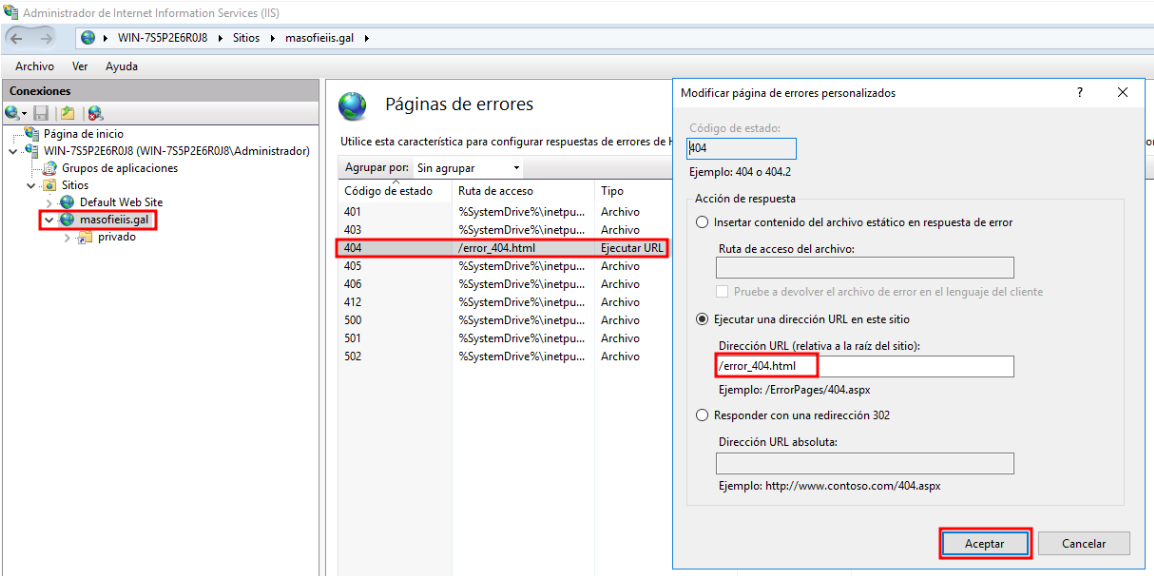 Administrador de Internet Information Services (IIS)
WIN-7S5P2E6R0J8 Sitios masofieiis.gal
Archivo Ver Ayuda
Conexiones
Página de inicio
WIN-7S5P2E6R0J8 (WIN-7S5P2E6R0J8\Administrador)
Grupos de aplicaciones
Sitios
Default Web Site
masofieiis.gal
privado
Páginas de errores
Utilice esta característica para configurar respuestas de errores de
Agrupar por: Sin agrupar
Código de estado Ruta de acceso Tipo
401 %SystemDrive%\inetpu... Archivo
403 %SystemDrive%\inetpu... Archivo
404 /error_404.html Ejecutar URL
405 %SystemDrive%\inetpu... Archivo
406 %SystemDrive%\inetpu... Archivo
412 %SystemDrive%\inetpu... Archivo
500 %SystemDrive%\inetpu... Archivo
501 %SystemDrive%\inetpu... Archivo
502 %SystemDrive%\inetpu... Archivo
Modificar página de errores personalizados ?
Código de estado:
404
Ejemplo: 404 o 404.2
Acción de respuesta
Insertar contenido del archivo estático en respuesta de error
Ruta de acceso del archivo:
Pruebe a devolver el archivo de error en el lenguaje del cliente
Ejecutar una dirección URL en este sitio
Dirección URL (relativa a la raíz del sitio):
/error_404.html
Ejemplo: /ErrorPages/404.aspx
Responder con una redirección 302
Dirección URL absoluta:
Ejemplo: http://www.contoso.com/404.aspx
Aceptar Cancelar